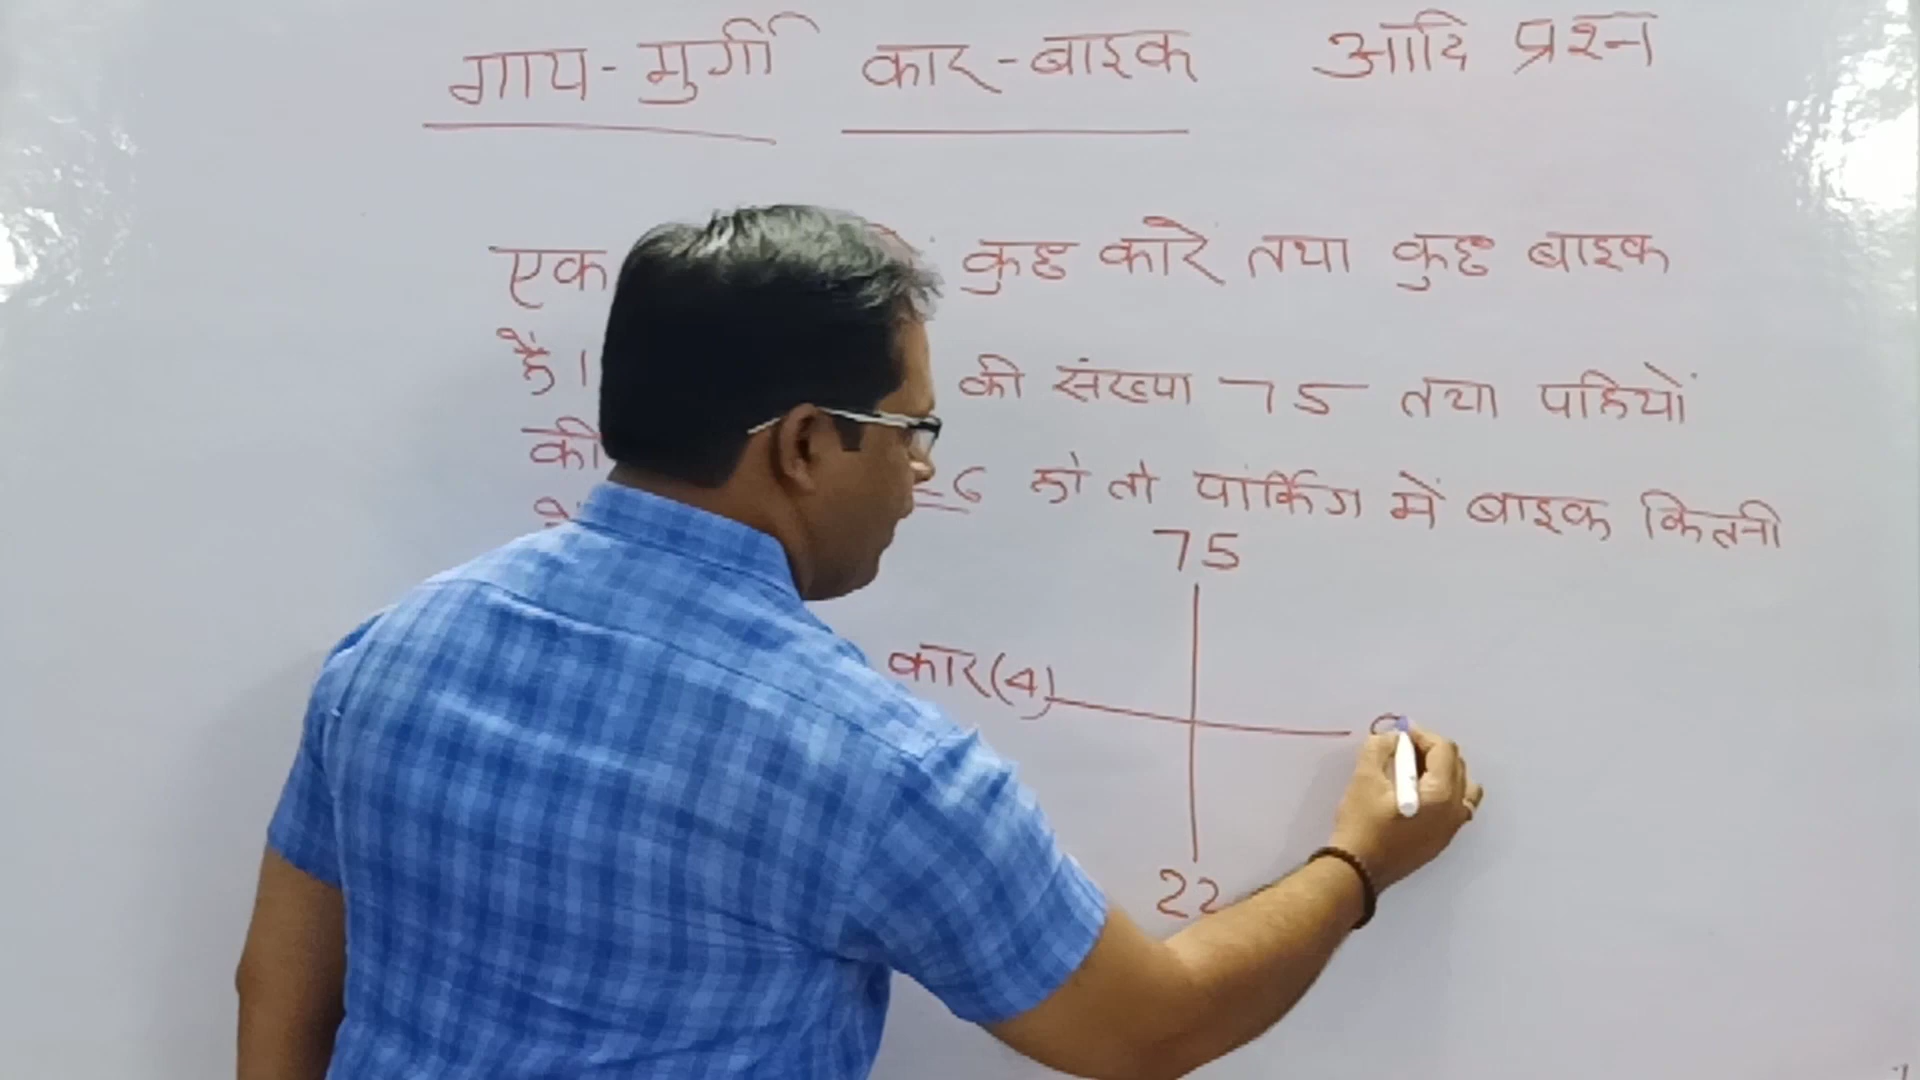 गाय-मुर्गी कार-बाइक आदि प्रश्न
एक कुछ कारें तथा कुछ बाइक
हैं। की संख्या 75 तथा पहियों
की हो तो पार्किंग में बाइक कितनी
75
कार(4)
22